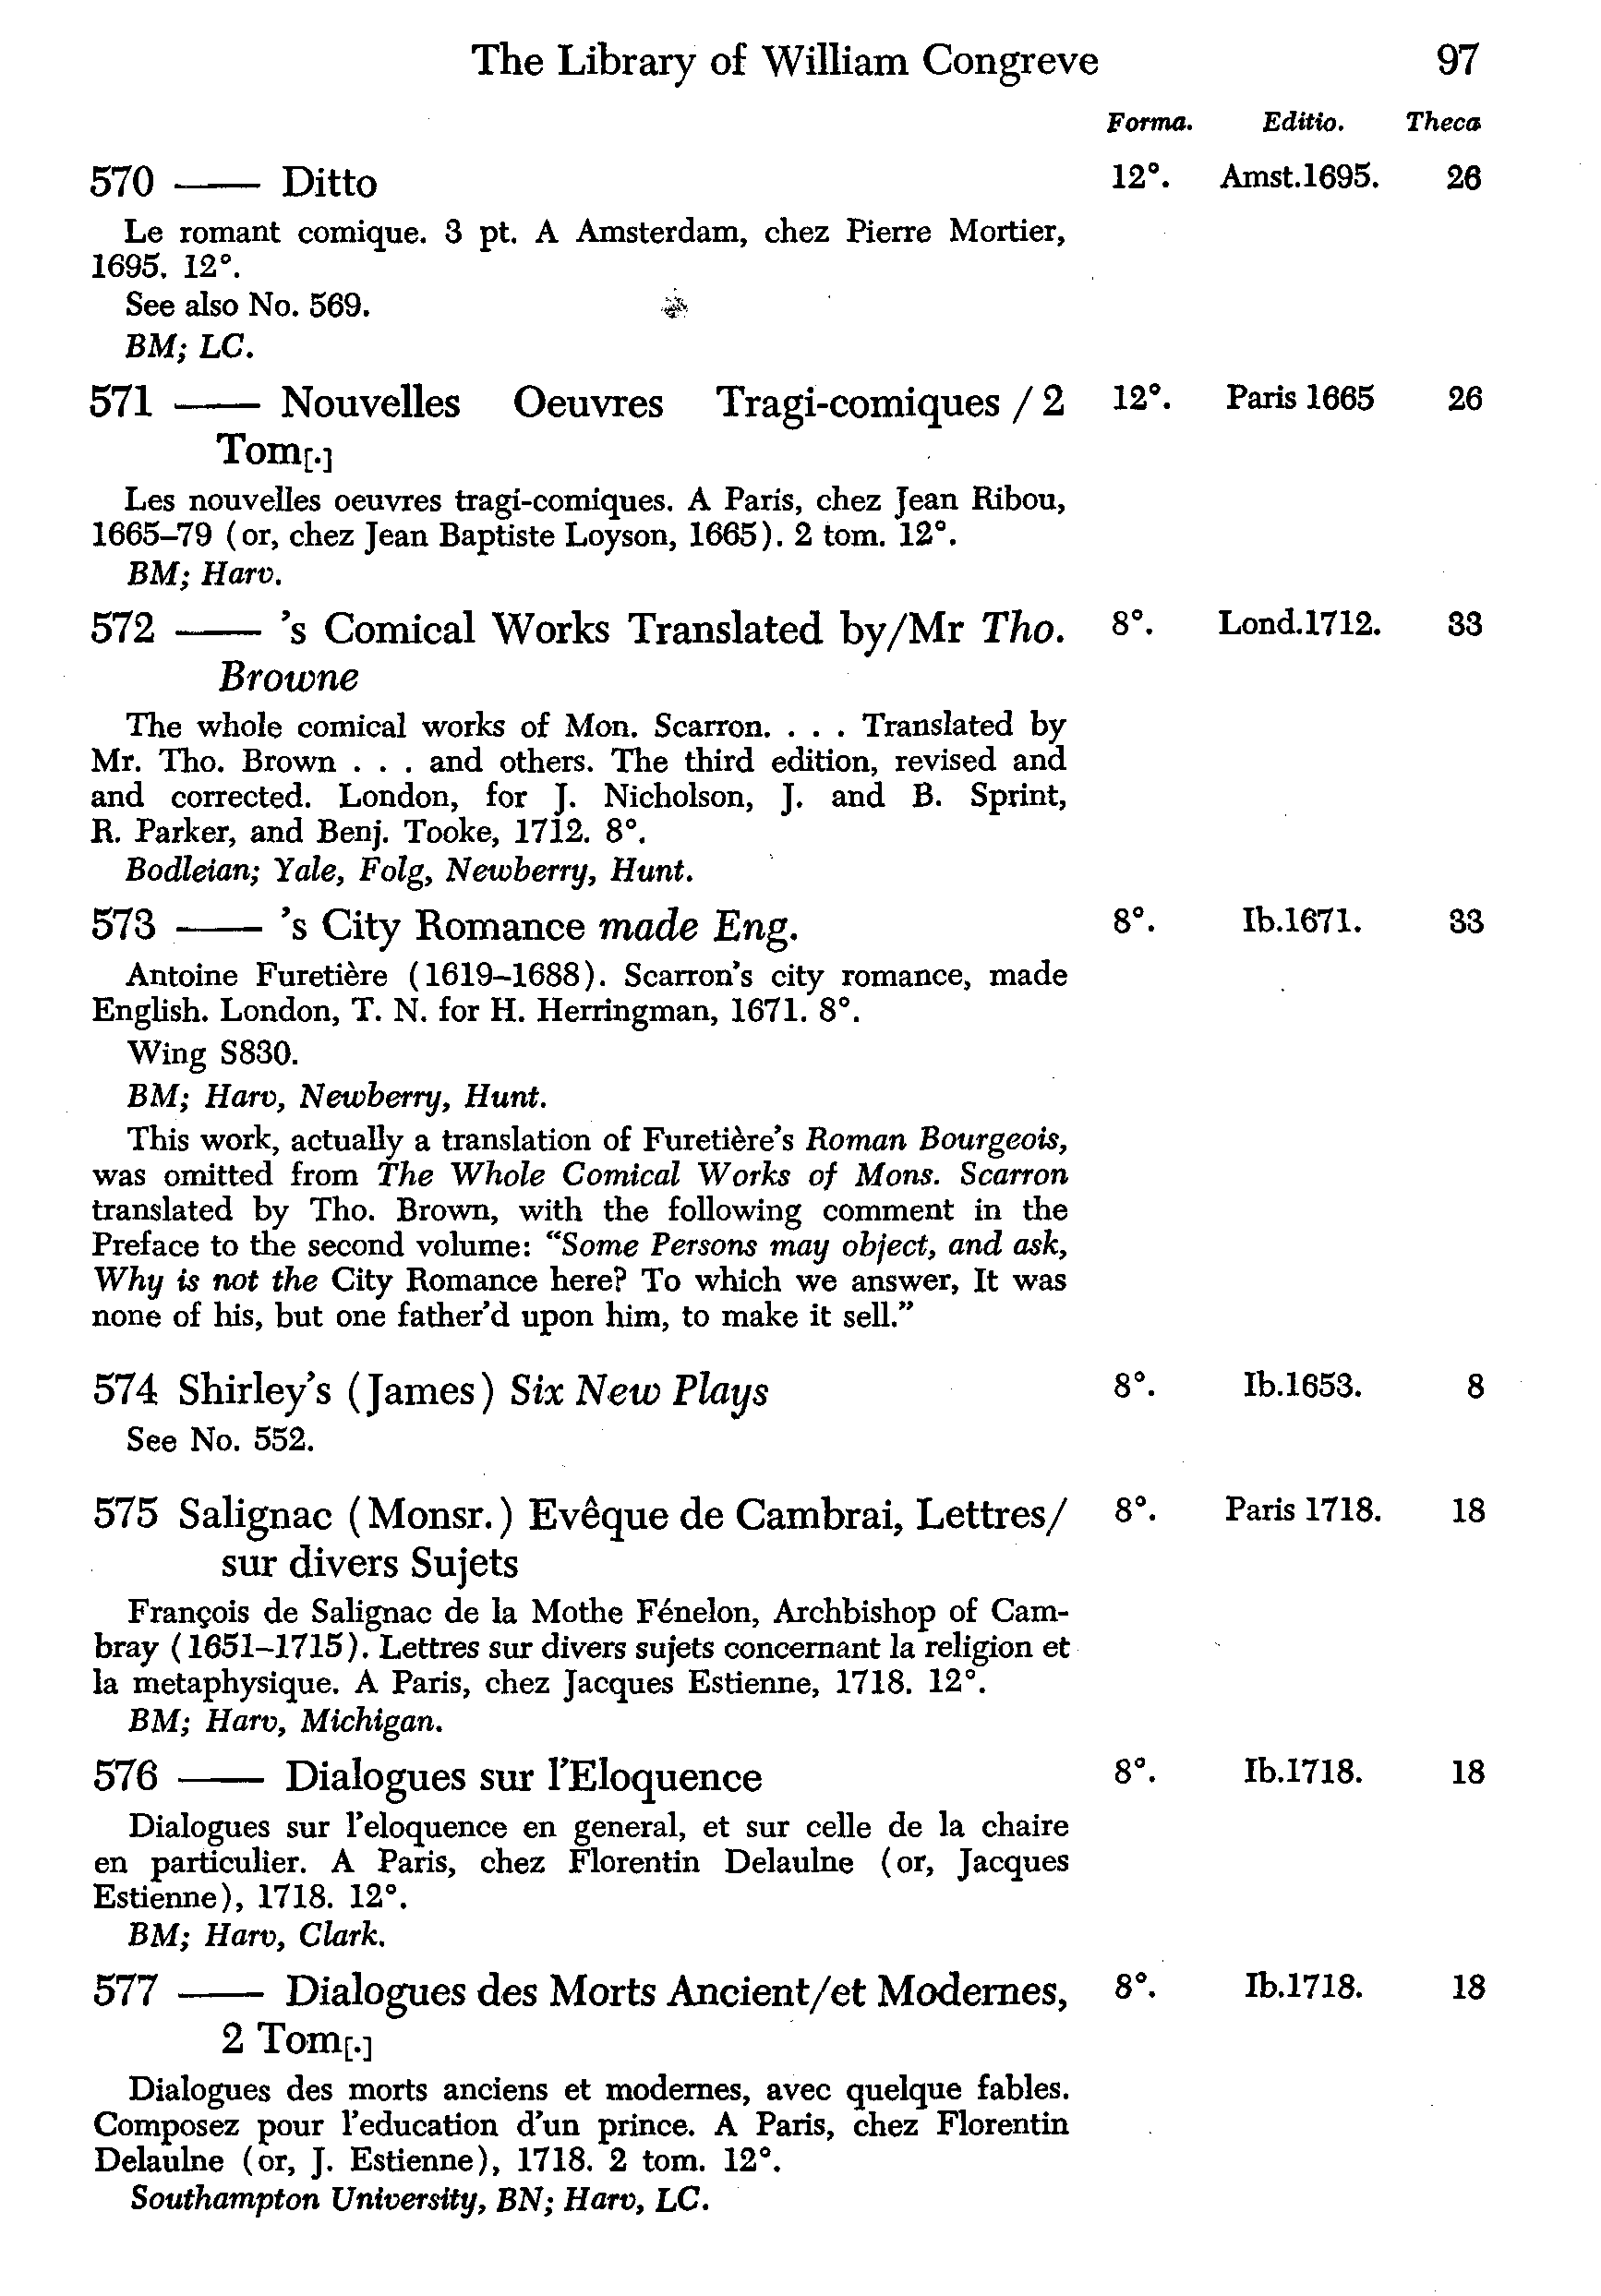 The Library of William Congreve 97
Forma. Editio. Theca
570 —— Ditto 12°. Amst.1695. 26
Le romant comique. 3 pt. A Amsterdam, chez Pierre Mortier,
1695. 12°.
See also No. 569.
BM; LC.
571 —— Nouvelles Oeuvres Tragi-comiques / 2 12°. Paris 1665 26
Tom[.]
Les nouvelles oeuvres tragi-comiques. A Paris, chez Jean Ribou,
1665–79 (or, chez Jean Baptiste Loyson, 1665). 2 tom. 12°.
BM; Harv.
572 —— 's Comical Works Translated by/Mr Tho. 8°. Lond.1712. 33
Browne
The whole comical works of Mon. Scarron. . . . Translated by
Mr. Tho. Brown . . . and others. The third edition, revised and
and corrected. London, for J. Nicholson, J. and B. Sprint,
R. Parker, and Benj. Tooke, 1712. 8°.
Bodleian; Yale, Folg, Newberry, Hunt.
573 —— 's City Romance made Eng. 8°. Ib.1671. 33
Antoine Furetière (1619–1688). Scarron's city romance, made
English. London, T. N. for H. Herringman, 1671. 8°.
Wing S830.
BM; Harv, Newberry, Hunt.
This work, actually a translation of Furetière's Roman Bourgeois,
was omitted from The Whole Comical Works of Mons. Scarron
translated by Tho. Brown, with the following comment in the
Preface to the second volume: "Some Persons may object, and ask,
Why is not the City Romance here? To which we answer, It was
none of his, but one father'd upon him, to make it sell."
574 Shirley's (James) Six New Plays 8°. Ib.1653. 8
See No. 552.
575 Salignac (Monsr.) Evêque de Cambrai, Lettres/ 8°. Paris 1718. 18
sur divers Sujets
François de Salignac de la Mothe Fénelon, Archbishop of Cam-
bray (1651–1715). Lettres sur divers sujets concernant la religion et
la metaphysique. A Paris, chez Jacques Estienne, 1718. 12°.
BM; Harv, Michigan.
576 —— Dialogues sur l'Eloquence 8°. Ib.1718. 18
Dialogues sur l'eloquence en general, et sur celle de la chaire
en particulier. A Paris, chez Florentin Delaulne (or, Jacques
Estienne), 1718. 12°.
BM; Harv, Clark.
577 —— Dialogues des Morts Ancient/et Modernes, 8°. Ib.1718. 18
2 Tom[.]
Dialogues des morts anciens et modernes, avec quelque fables.
Composez pour l'education d'un prince. A Paris, chez Florentin
Delaulne (or, J. Estienne), 1718. 2 tom. 12°.
Southampton University, BN; Harv, LC.